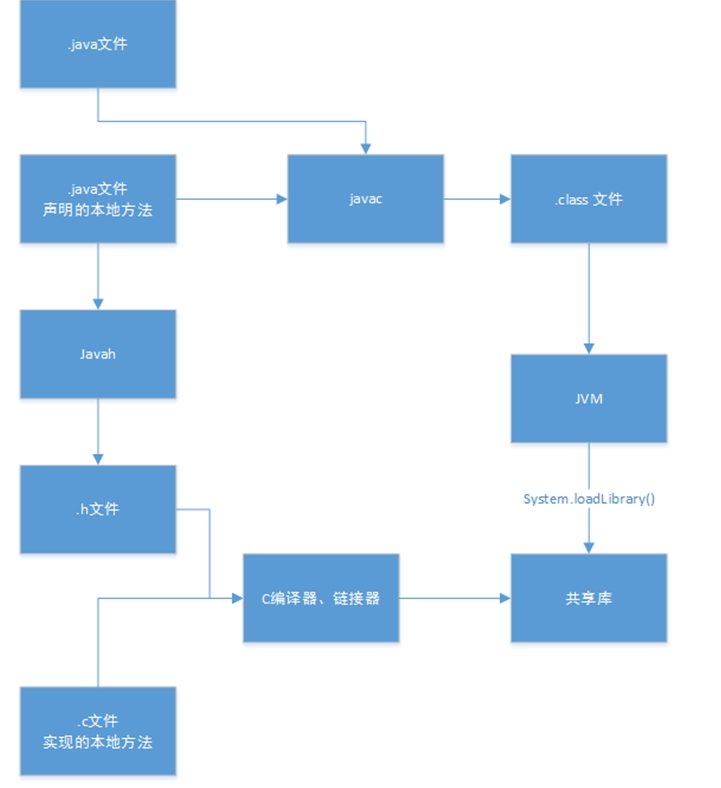 .java文件
.java文件
声明的本地方法
javac
.class 文件
Javah
JVM
.h文件
System.loadLibrary()
C编译器、链接器
共享库
.c文件
实现的本地方法